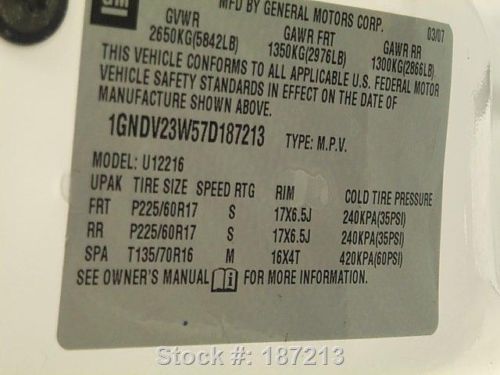 GM
MFD BY GENERAL MOTORS CORP. 03/07
GVWR GAWR FRT GAWR RR
2650KG(5842LB) 1350KG(2976LB) 1300KG(2866LB)
THIS VEHICLE CONFORMS TO ALL APPLICABLE U.S. FEDERAL MOTOR
VEHICLE SAFETY STANDARDS IN EFFECT ON THE DATE OF
MANUFACTURE SHOWN ABOVE.
1GNDV23W57D187213 TYPE: M.P.V.
MODEL: U12216
UPAK TIRE SIZE SPEED RTG RIM COLD TIRE PRESSURE
FRT P225/60R17 S 17X6.5J 240KPA(35PSI)
RR P225/60R17 S 17X6.5J 240KPA(35PSI)
SPA T135/70R16 M 16X4T 420KPA(60PSI)
SEE OWNER'S MANUAL i FOR MORE INFORMATION.
Stock #: 187213